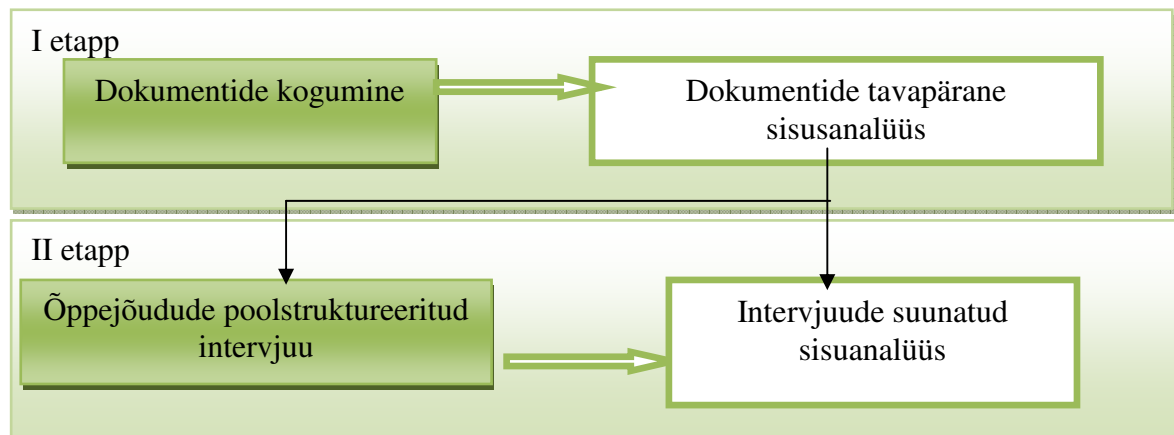 I etapp
Dokumentide kogumine
Dokumentide tavapärane
sisusanalüüs
II etapp
Õppejõudude poolstruktureeritud
intervjuu
Intervjuude suunatud
sisuanalüüs